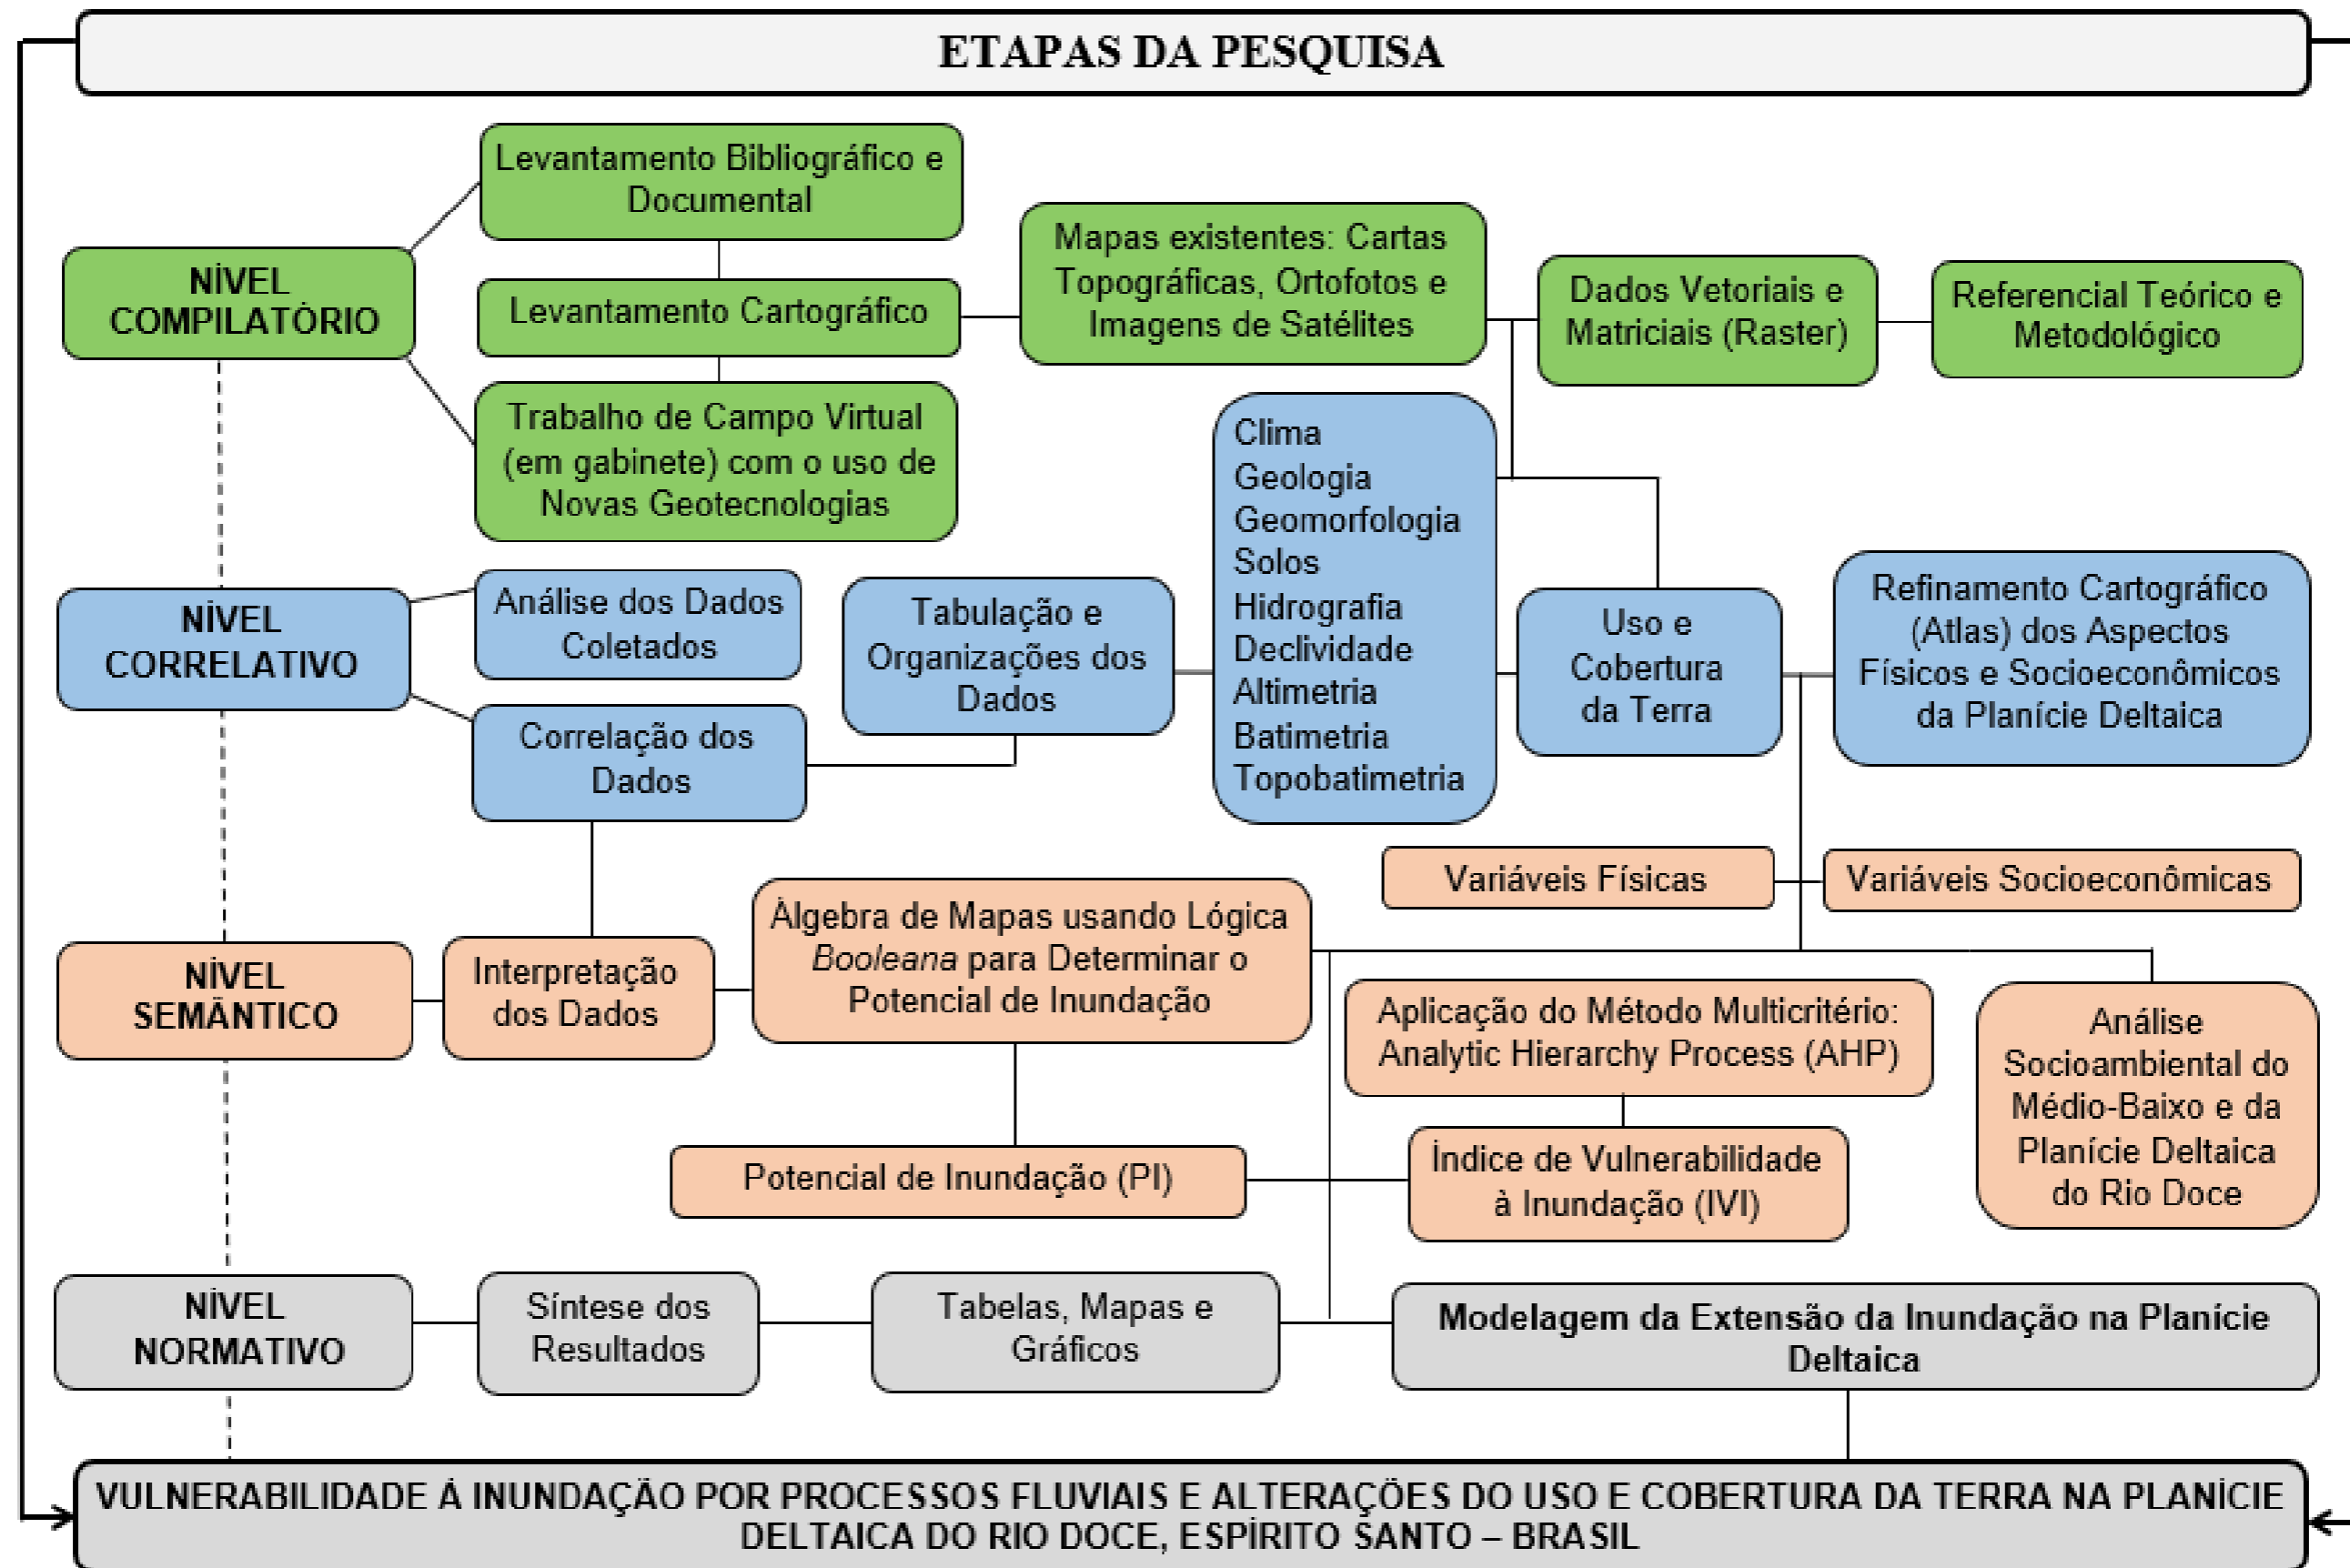 ETAPAS DA PESQUISA
Levantamento Bibliográfico e
Documental
NÍVEL
COMPILATÓRIO
Levantamento Cartográfico
Mapas existentes: Cartas
Topográficas, Ortofotos e
Imagens de Satélites
Dados Vetoriais e
Matriciais (Raster)
Referencial Teórico e
Metodológico
Trabalho de Campo Virtual
(em gabinete) com o uso de
Novas Geotecnologias
NÍVEL
CORRELATIVO
Análise dos Dados
Coletados
Correlação dos
Dados
Tabulação e
Organizações dos
Dados
Clima
Geologia
Geomorfologia
Solos
Hidrografia
Declividade
Altimetria
Batimetria
Topobatimetria
Uso e
Cobertura
da Terra
Refinamento Cartográfico
(Atlas) dos Aspectos
Físicos e Socioeconômicos
da Planície Deltaica
Variáveis Físicas
Variáveis Socioeconômicas
NÍVEL
SEMÂNTICO
Interpretação
dos Dados
Álgebra de Mapas usando Lógica
Booleana para Determinar o
Potencial de Inundação
Aplicação do Método Multicritério:
Analytic Hierarchy Process (AHP)
Análise
Socioambiental do
Médio-Baixo e da
Planície Deltaica
do Rio Doce
Potencial de Inundação (PI)
Índice de Vulnerabilidade
à Inundação (IVI)
NÍVEL
NORMATIVO
Síntese dos
Resultados
Tabelas, Mapas e
Gráficos
Modelagem da Extensão da Inundação na Planície
Deltaica
VULNERABILIDADE À INUNDAÇÃO POR PROCESSOS FLUVIAIS E ALTERAÇÕES DO USO E COBERTURA DA TERRA NA PLANÍCIE
DELTAICA DO RIO DOCE, ESPÍRITO SANTO – BRASIL